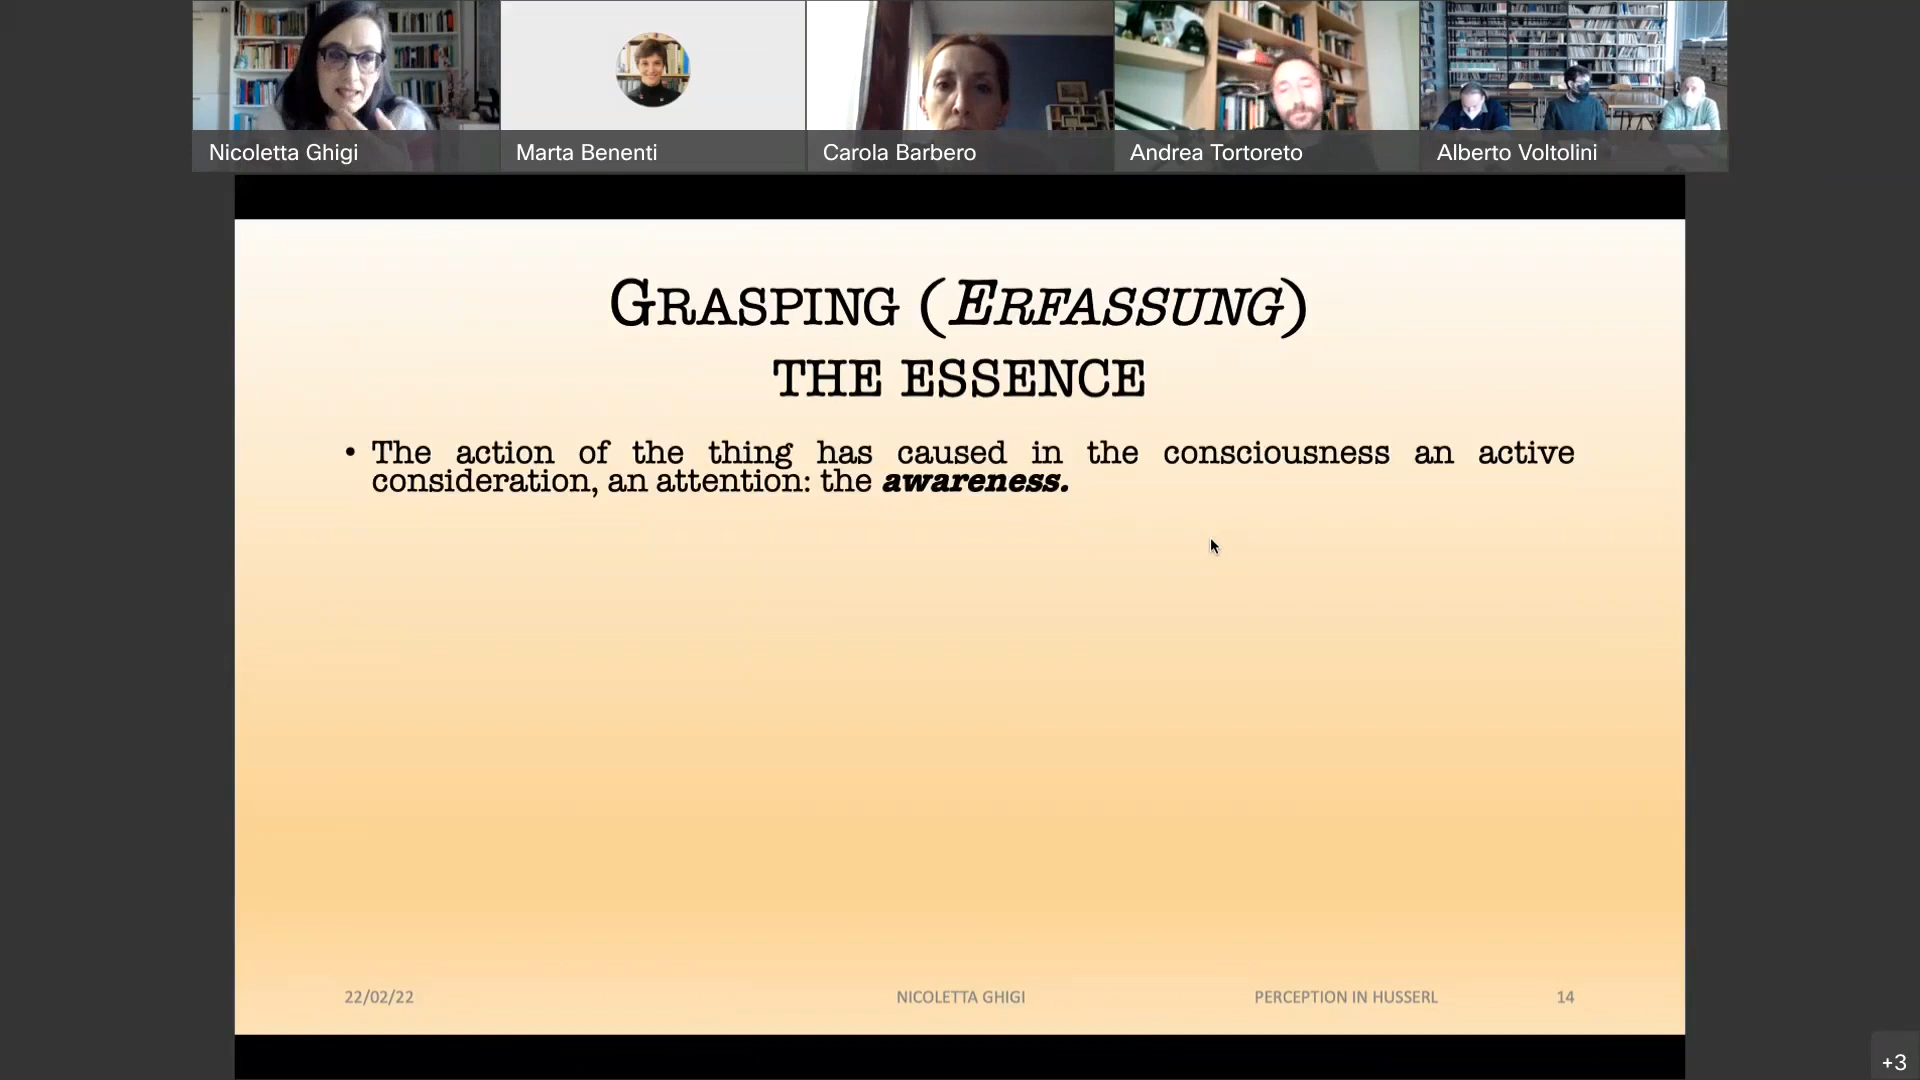 Nicoletta Ghigi
Marta Benenti
Carola Barbero
Andrea Tortoreto
Alberto Voltolini
GRASPING (ERFASSUNG)
THE ESSENCE
• The action of the thing has caused in the consciousness an active
consideration, an attention: the awareness.
22/02/22
NICOLETTA GHIGI
PERCEPTION IN HUSSERL
14
+3